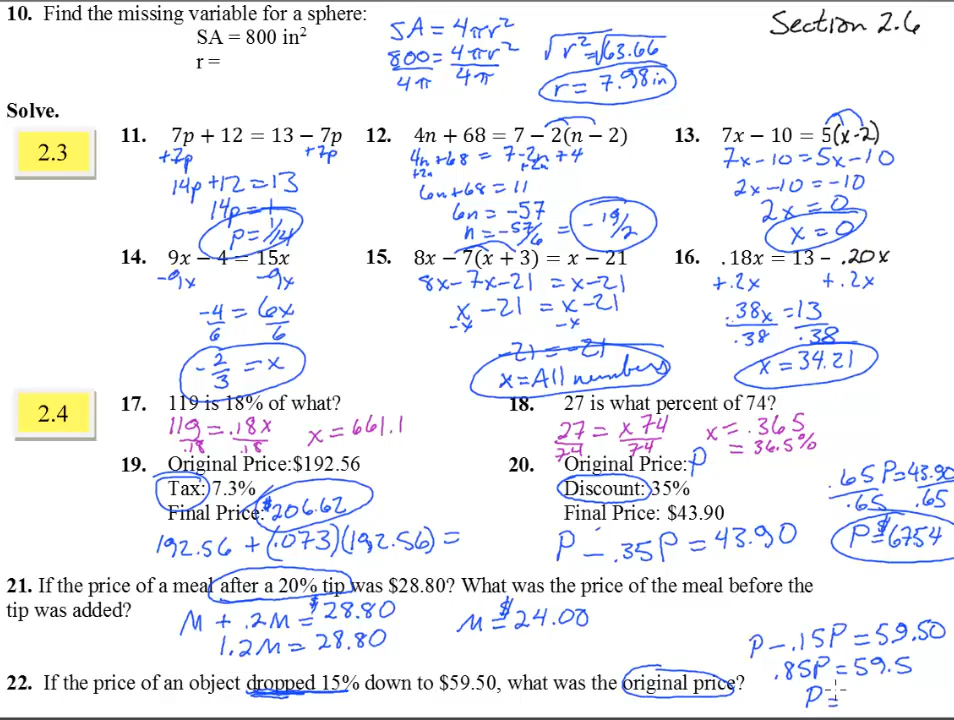 10. Find the missing variable for a sphere:
SA = 800 in²
r =
SA = 4πr²
800 = 4πr²
4π 4π
√r² = √63.66
r = 7.98in
Section 2.6
Solve.
2.3
11. 7p + 12 = 13 − 7p
+7p +7p
14p+12=13
14p=1
p=1/14
12. 4n + 68 = 7 − 2(n − 2)
4n+68 = 7-2n+4
+2n +2n
6n+68 = 11
6n = -57
n = -57/6 = -19/2
13. 7x − 10 = 5(x-2)
7x-10=5x-10
2x-10=-10
2x=0
x=0
14. 9x − 4 = 15x
-9x -9x
-4 = 6x
6 6
-2/3 = x
15. 8x − 7(x + 3) = x − 21
8x-7x-21 = x-21
x-21 = x-21
-x -x
-21=-21
x=All numbers
16. .18x = 13 - .20x
+.2x +.2x
.38x=13
.38 .38
x=34.21
2.4
17. 119 is 18% of what?
119=.18x x=661.1
.18 .18
18. 27 is what percent of 74?
27 = x 74 x=.365
74 74 = 36.5%
19. Original Price:$192.56
Tax: 7.3%
Final Price: $206.62
192.56 + (.073)(192.56) =
20. Original Price: P
Discount: 35%
Final Price: $43.90
P - .35P = 43.90
.65P=43.90
.65 .65
P=$6754
21. If the price of a meal after a 20% tip was $28.80? What was the price of the meal before the
tip was added?
M + .2M = $28.80
1.2M = 28.80
M = $24.00
22. If the price of an object dropped 15% down to $59.50, what was the original price?
P-.15P=59.50
.85P=59.5
P=